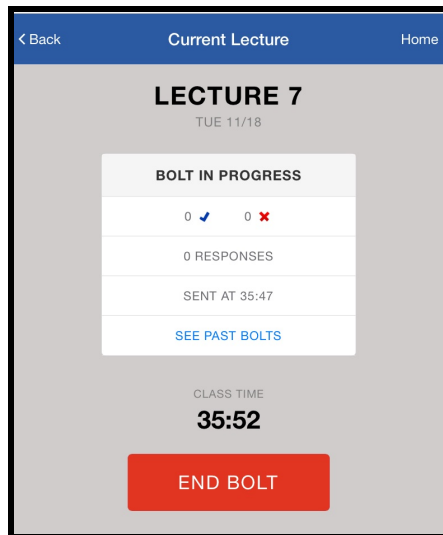 Back Current Lecture Home
LECTURE 7
TUE 11/18
BOLT IN PROGRESS
0 0
0 RESPONSES
SENT AT 35:47
SEE PAST BOLTS
CLASS TIME
35:52
END BOLT